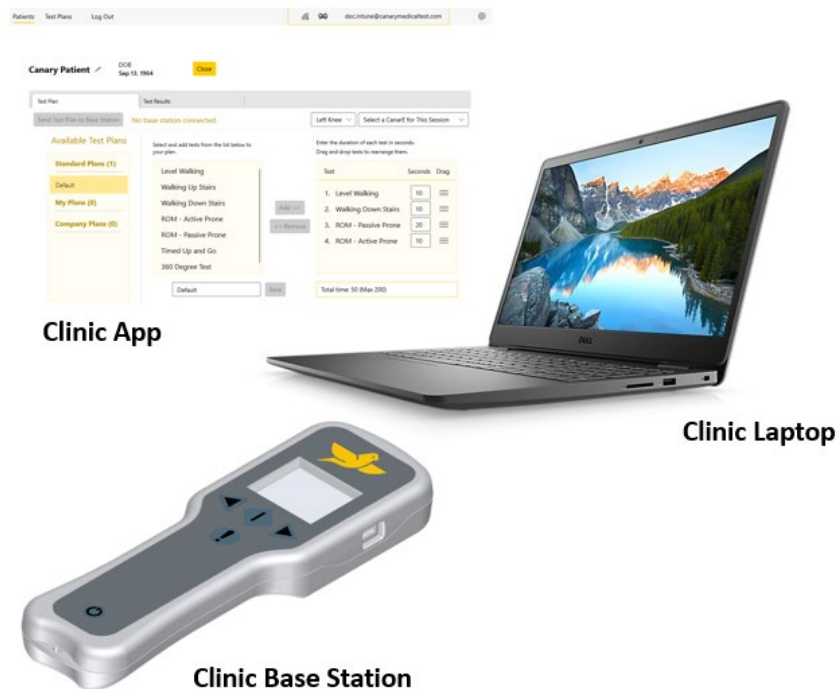 Patients Test Plans Log Out doc.intune@canarymedicaltest.com
Canary Patient
DOB
Sep 13, 1964
Close
Test Plan Test Results
Send Test Plan to Base Station No base station connected. Left Knee Select a CanarE for This Session
Available Test Plans
Standard Plans (1)
Default
My Plans (0)
Company Plans (0)
Select and add tests from the list below to
your plan.
Level Walking
Walking Up Stairs
Walking Down Stairs
ROM - Active Prone
ROM - Passive Prone
Timed Up and Go
360 Degree Test
Default Save
Add >>
<< Remove
Enter the duration of each test in seconds.
Drag and drop tests to rearrange them.
Test Seconds Drag
1. Level Walking 10
2. Walking Down Stairs 10
3. ROM - Passive Prone 20
4. ROM - Active Prone 10
Total time: 50 (Max 200)
Clinic App
DELL
Clinic Laptop
Clinic Base Station